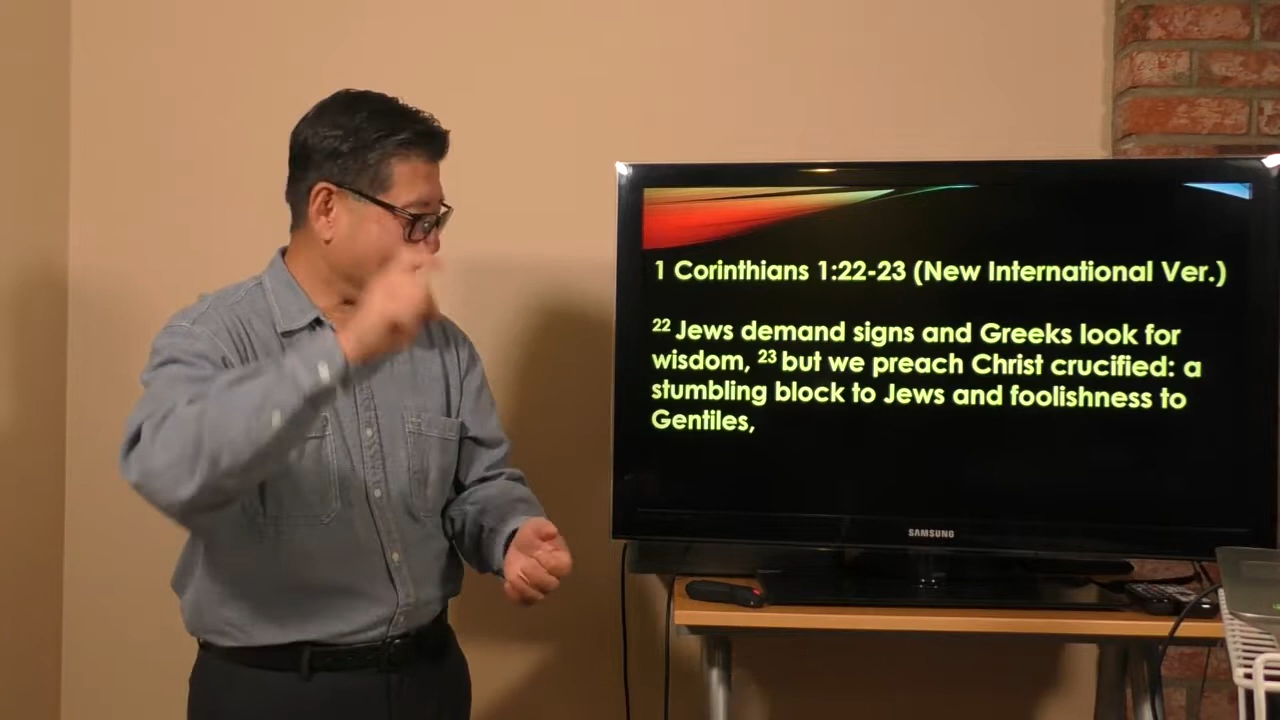 1 Corinthians 1:22-23 (New International Ver.)
22 Jews demand signs and Greeks look for
wisdom, 23 but we preach Christ crucified: a
stumbling block to Jews and foolishness to
Gentiles,
SAMSUNG